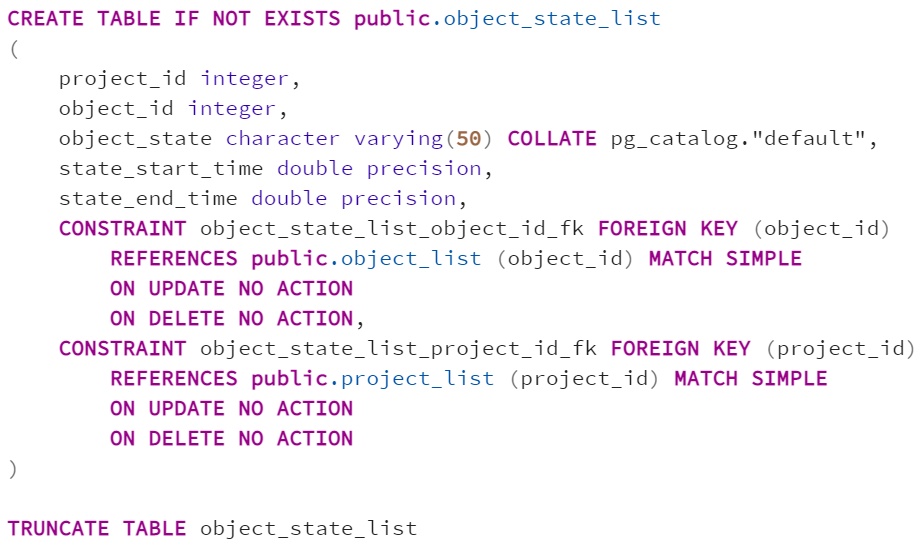 CREATE TABLE IF NOT EXISTS public.object_state_list
(
    project_id integer,
    object_id integer,
    object_state character varying(50) COLLATE pg_catalog."default",
    state_start_time double precision,
    state_end_time double precision,
    CONSTRAINT object_state_list_object_id_fk FOREIGN KEY (object_id)
        REFERENCES public.object_list (object_id) MATCH SIMPLE
        ON UPDATE NO ACTION
        ON DELETE NO ACTION,
    CONSTRAINT object_state_list_project_id_fk FOREIGN KEY (project_id)
        REFERENCES public.project_list (project_id) MATCH SIMPLE
        ON UPDATE NO ACTION
        ON DELETE NO ACTION
)
TRUNCATE TABLE object_state_list